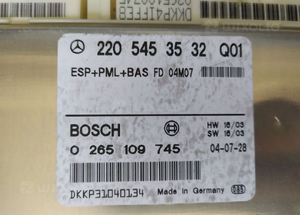 220 545 35 32 Q01
ESP+PML+BAS FD 04M07
BOSCH
HW 16/03
SW 16/03
0 265 109 745
04-07-28
DKKP31040134
Made in Germany